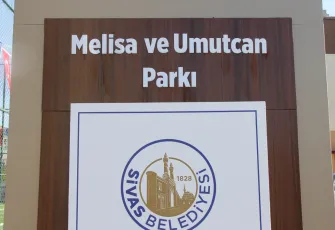 Melisa ve Umutcan
Parkı
1828
SİVAS BELEDİYESİ